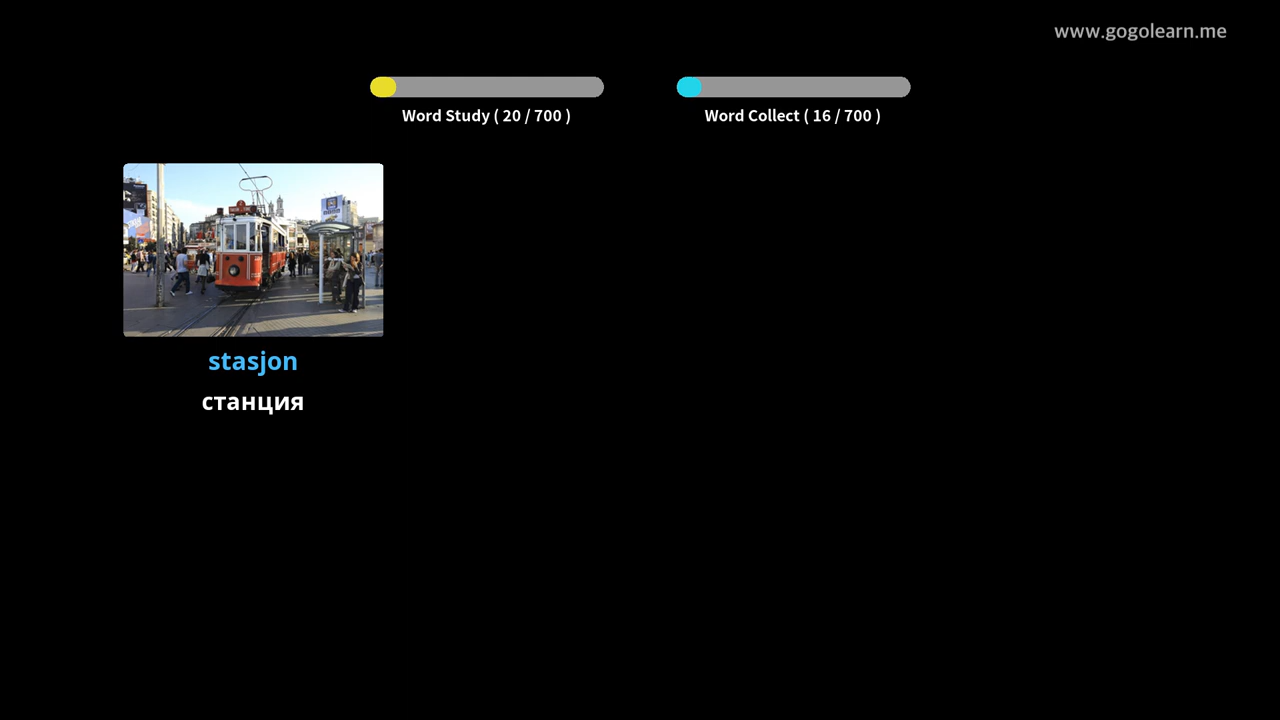 www.gogolearn.me
Word Study ( 20 / 700 )
Word Collect ( 16 / 700 )
stasjon
станция